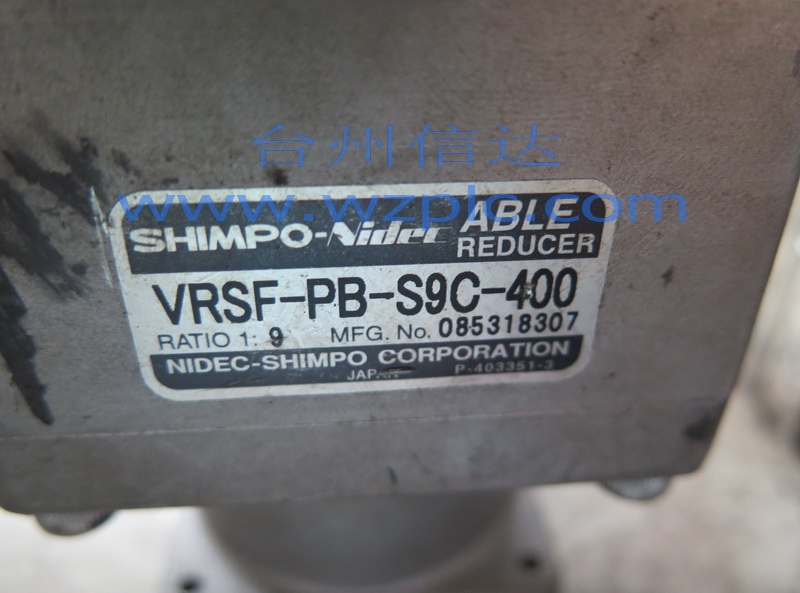 台州信达
www.wzplc.com
SHIMPO-Nidec ABLE REDUCER
VRSF-PB-S9C-400
RATIO 1: 9 MFG. No. 085318307
NIDEC-SHIMPO CORPORATION
JAPAN P-403351-3